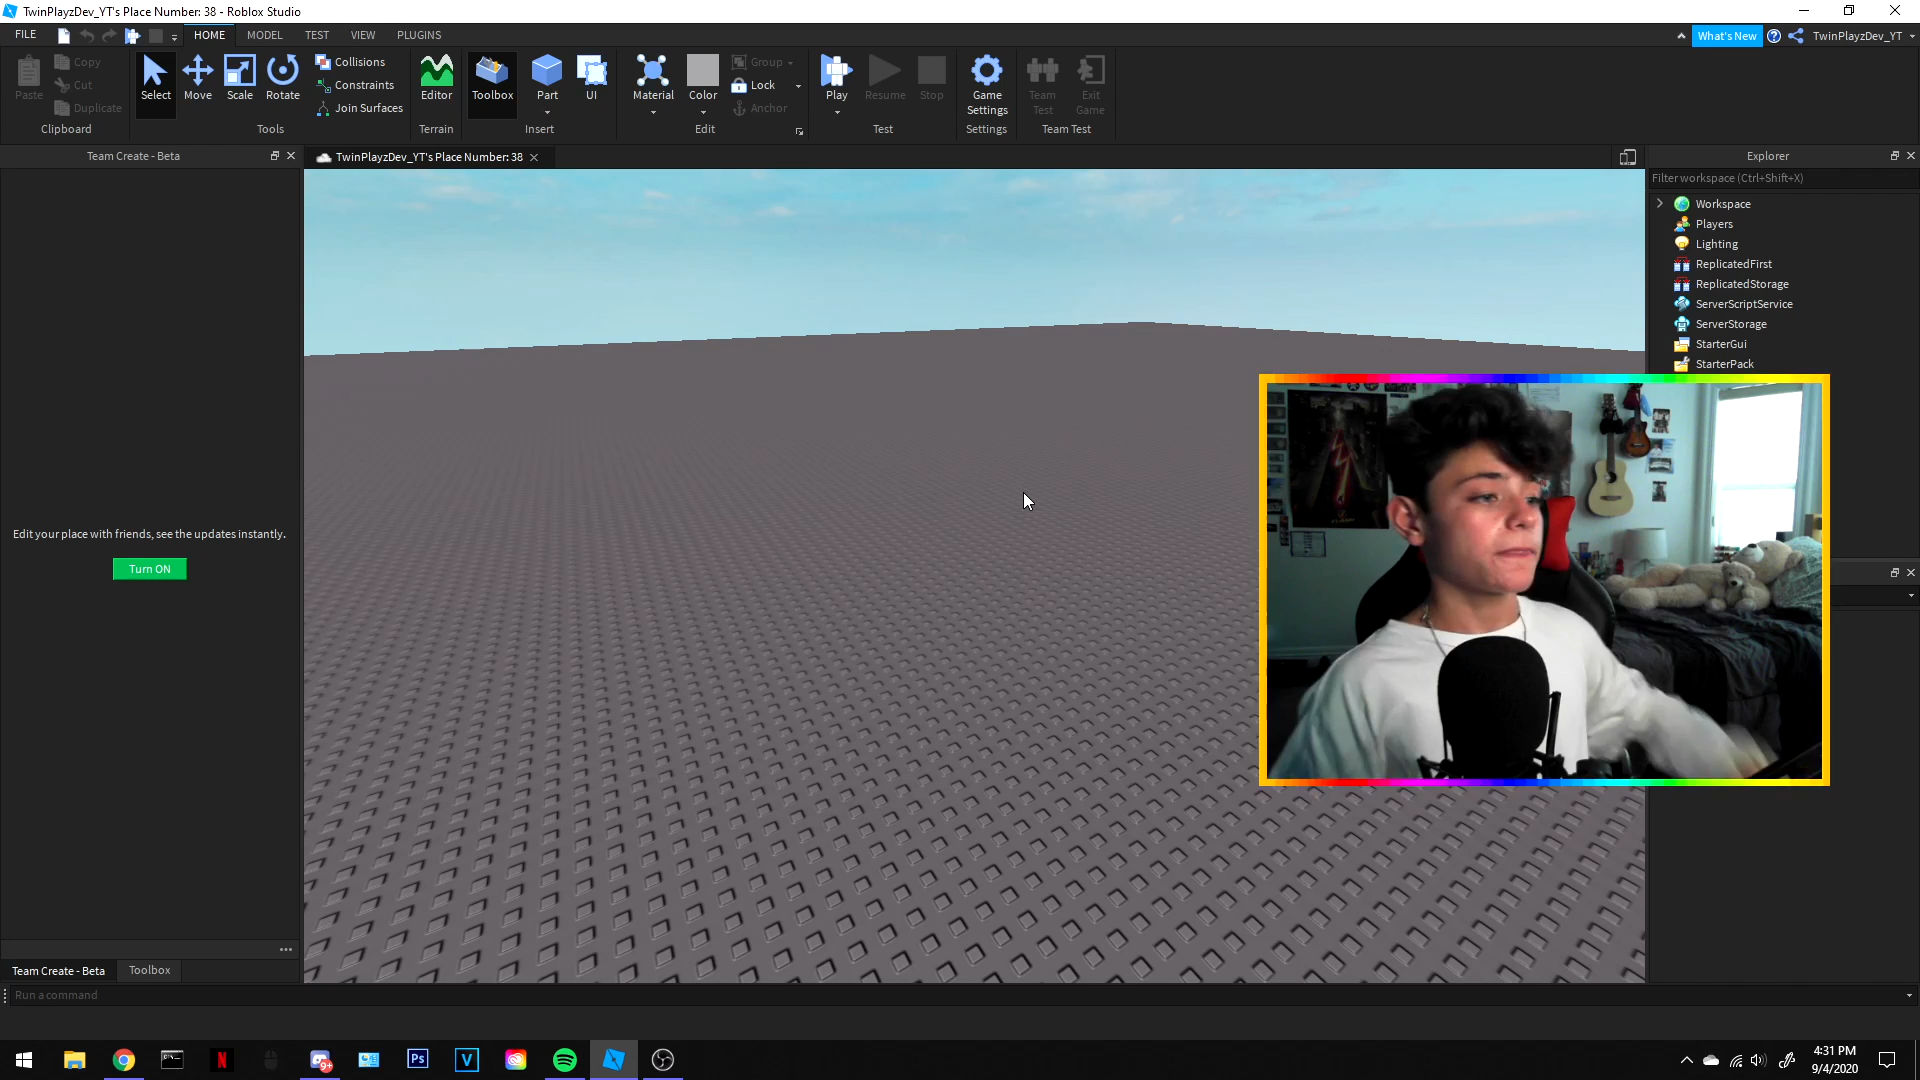 TwinPlayzDev_YT's Place Number: 38 - Roblox Studio
FILE HOME MODEL TEST VIEW PLUGINS What's New TwinPlayzDev_YT
Paste Copy Cut Duplicate
Clipboard
Select Move Scale Rotate Collisions Constraints Join Surfaces
Tools
Editor
Terrain
Toolbox Part UI
Insert
Material Color Group Lock Anchor
Edit
Play Resume Stop
Test
Game Settings
Settings
Team Test Exit Game
Team Test
Team Create - Beta
TwinPlayzDev_YT's Place Number: 38
Explorer
Filter workspace (Ctrl+Shift+X)
Workspace
Players
Lighting
ReplicatedFirst
ReplicatedStorage
ServerScriptService
ServerStorage
StarterGui
StarterPack
Edit your place with friends, see the updates instantly.
Turn ON
Team Create - Beta Toolbox
Run a command
N 9+ Ps V
4:31 PM
9/4/2020